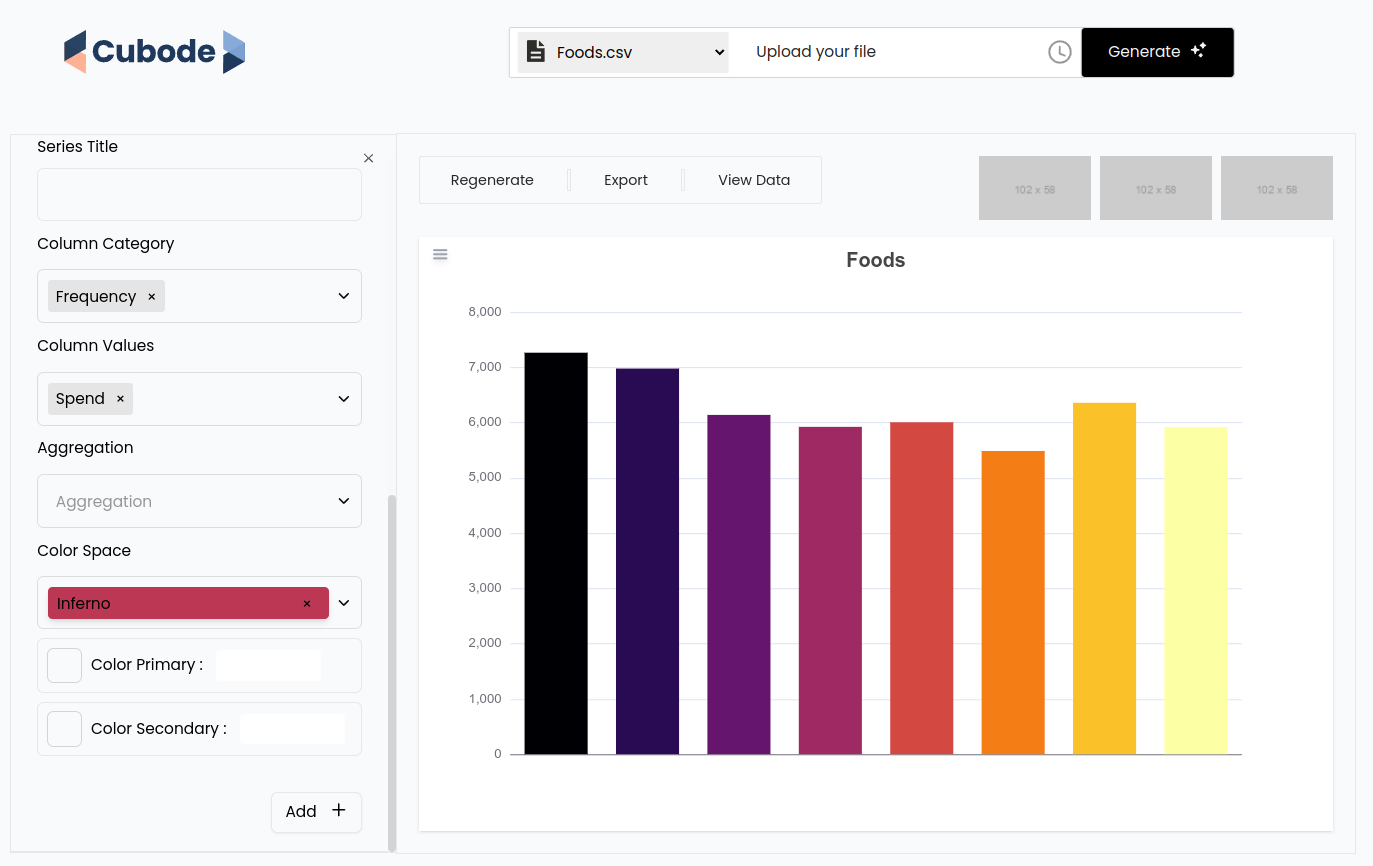 Cubode
Foods.csv
Upload your file
Generate
Series Title
×
Column Category
Frequency ×
Column Values
Spend ×
Aggregation
Aggregation
Color Space
Inferno ×
Color Primary :
Color Secondary :
Add +
Regenerate
Export
View Data
102 x 58
102 x 58
102 x 58
Foods
8,000
7,000
6,000
5,000
4,000
3,000
2,000
1,000
0